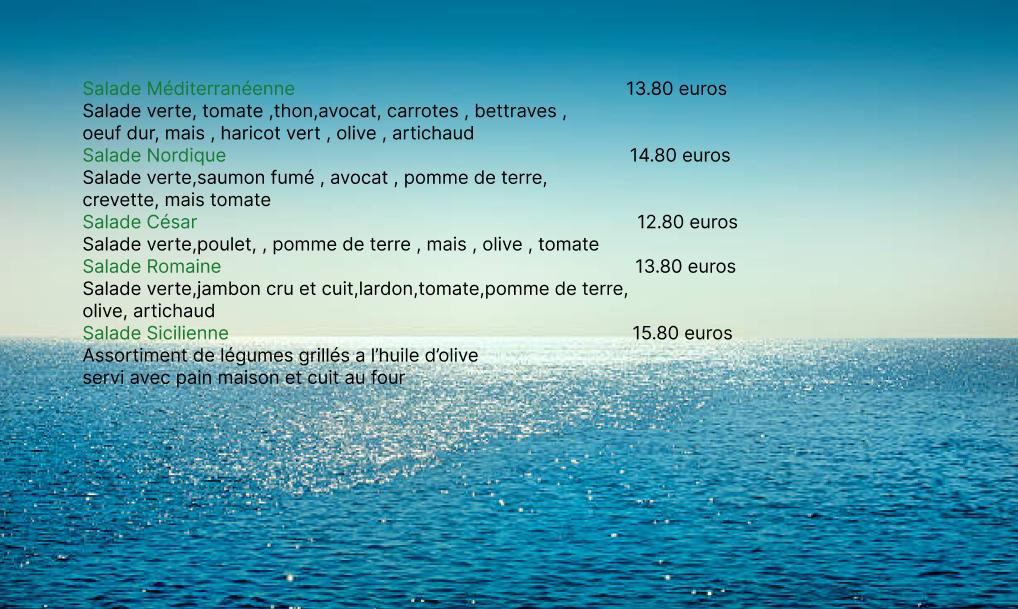 Salade Méditerranéenne 13.80 euros
Salade verte, tomate ,thon,avocat, carrotes , bettraves ,
oeuf dur, mais , haricot vert , olive , artichaud
Salade Nordique 14.80 euros
Salade verte,saumon fumé , avocat , pomme de terre,
crevette, mais tomate
Salade César 12.80 euros
Salade verte,poulet, , pomme de terre , mais , olive , tomate
Salade Romaine 13.80 euros
Salade verte,jambon cru et cuit,lardon,tomate,pomme de terre,
olive, artichaud
Salade Sicilienne 15.80 euros
Assortiment de légumes grillés a l'huile d'olive
servi avec pain maison et cuit au four